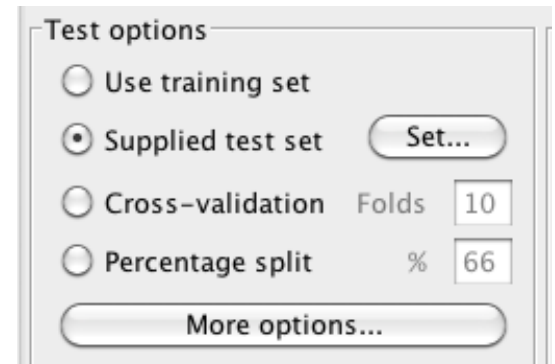 Test options
Use training set
Supplied test set Set...
Cross-validation Folds 10
Percentage split % 66
More options...